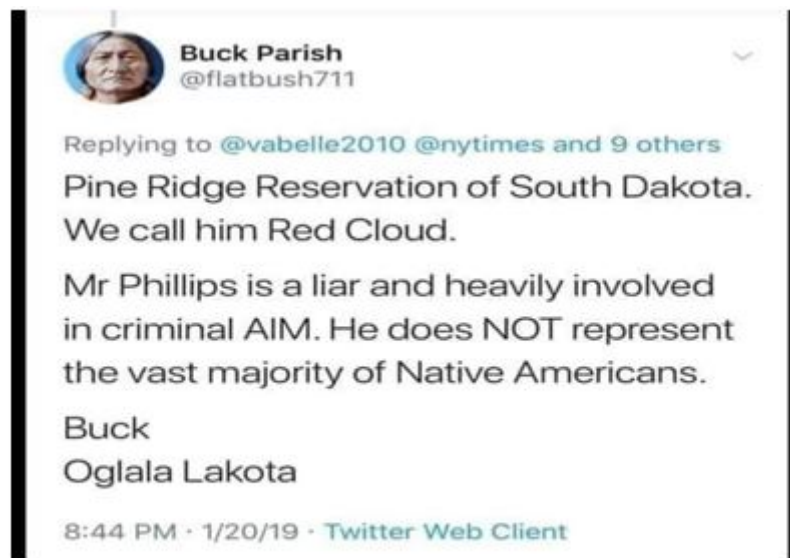 Buck Parish
@flatbush711
Replying to @vabelle2010 @nytimes and 9 others
Pine Ridge Reservation of South Dakota.
We call him Red Cloud.
Mr Phillips is a liar and heavily involved
in criminal AIM. He does NOT represent
the vast majority of Native Americans.
Buck
Oglala Lakota
8:44 PM · 1/20/19 · Twitter Web Client